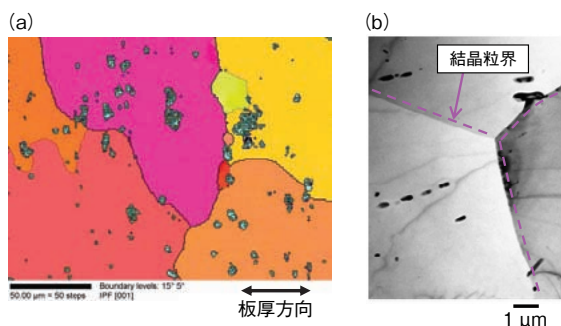 (a)
50.00 μm = 50 steps
Boundary levels: 15° 5°
IPF [001]
板厚方向
(b)
結晶粒界
1 μm